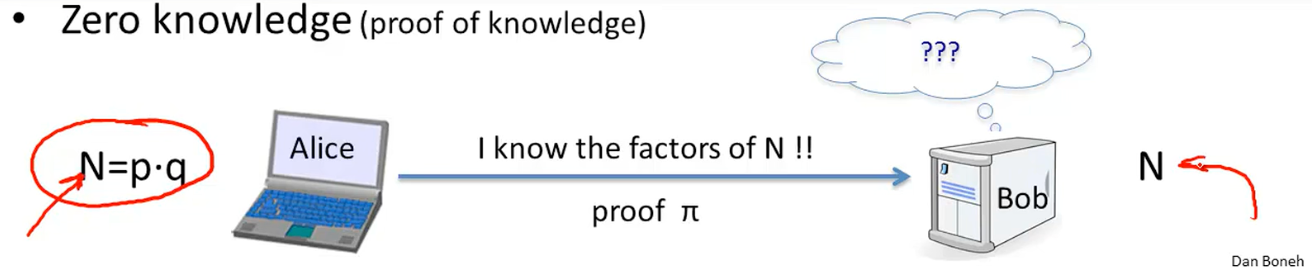 • Zero knowledge (proof of knowledge)
???
N=p·q
Alice
I know the factors of N !!
proof π
Bob
N
Dan Boneh